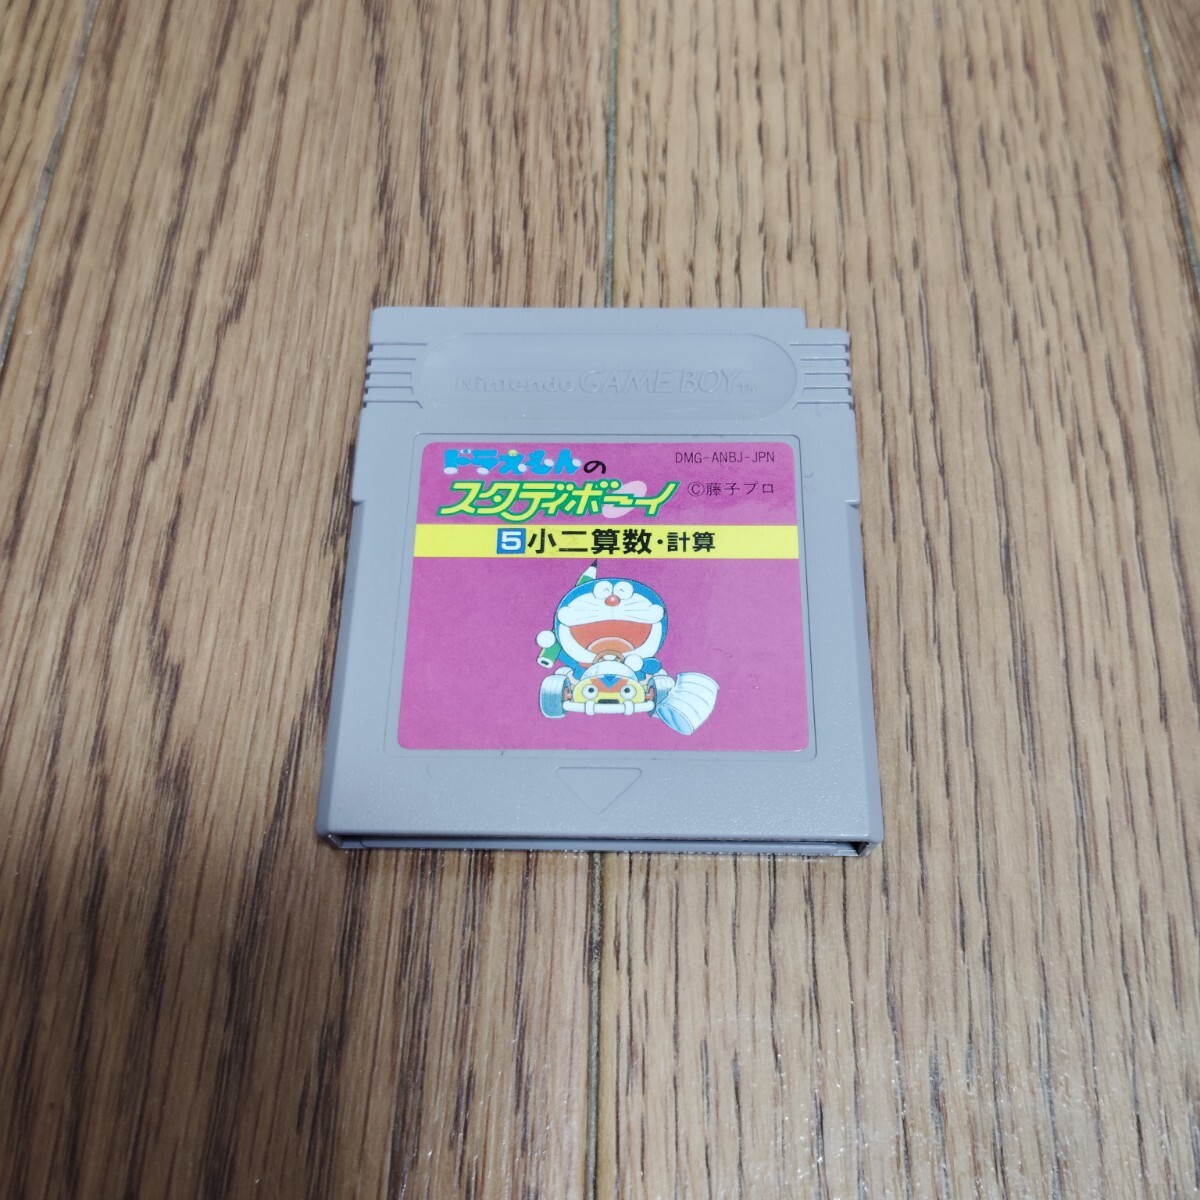 Nintendo GAME BOY TM
ドラえもんの
DMG-ANBJ-JPN
スタディボーイ
©藤子プロ
5 小二算数・計算